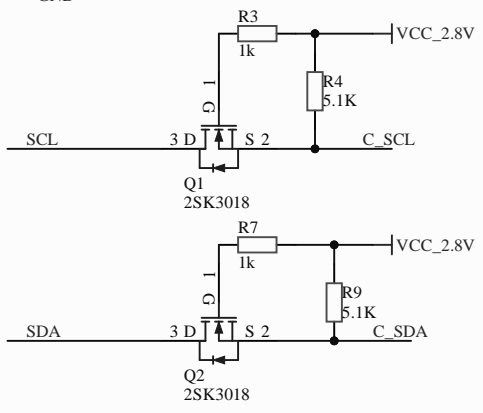 R3
VCC_2.8V
1k
R4
5.1K
1
G
SCL
3 D
S 2
C_SCL
Q1
2SK3018
R7
VCC_2.8V
1k
R9
5.1K
1
G
SDA
3 D
S 2
C_SDA
Q2
2SK3018